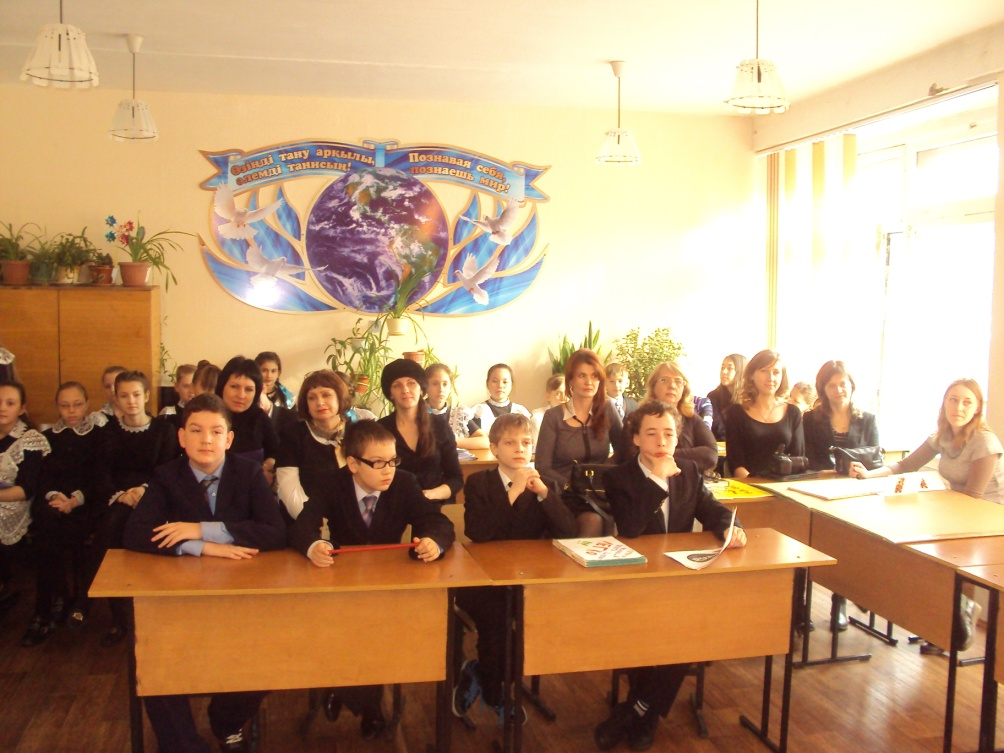 Өзіңді тану арқылы,
әлемді танисың!
Познавая себя,
познаешь мир!